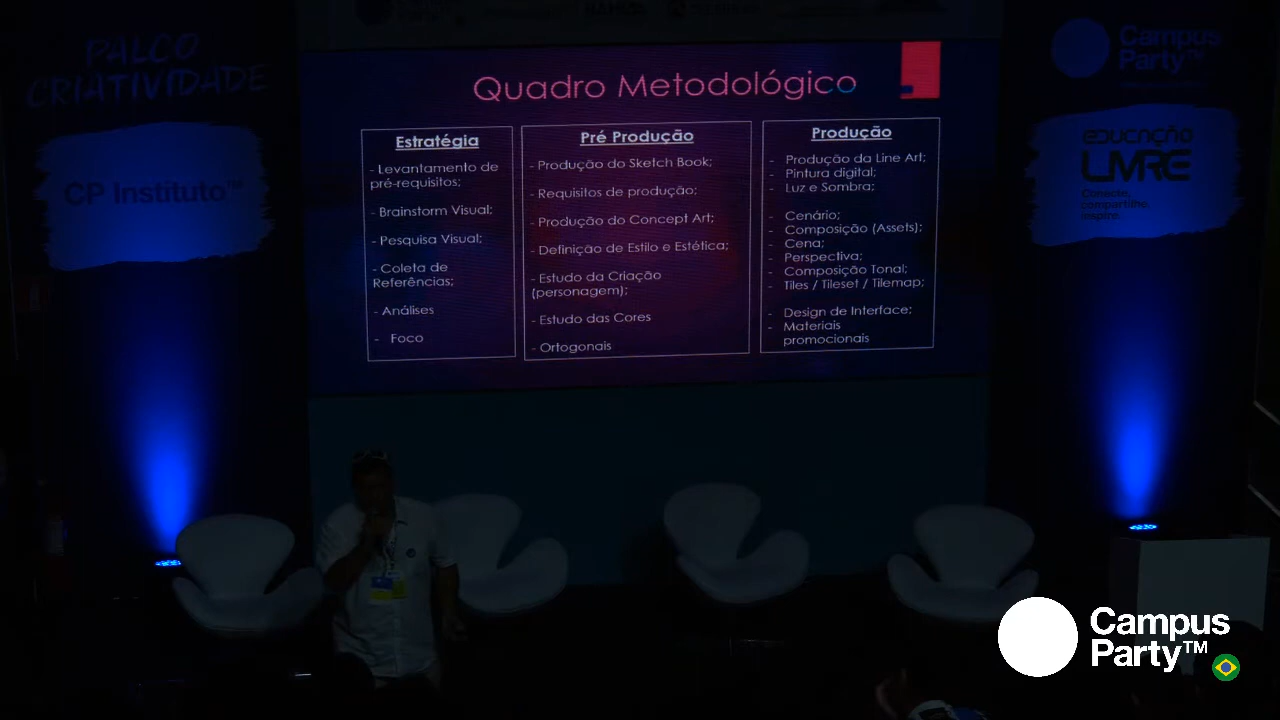 PALCO
CRIATIVIDADE
CP Instituto™
Quadro Metodológico
Estratégia
- Levantamento de
pré-requisitos;
- Brainstorm Visual;
- Pesquisa Visual;
- Coleta de
Referências;
- Análises
- Foco
Pré Produção
- Produção do Sketch Book;
- Requisitos de produção;
- Produção do Concept Art;
- Definição de Estilo e Estética;
- Estudo da Criação
(personagem);
- Estudo das Cores
- Ortogonais
Produção
- Produção da Line Art;
- Pintura digital;
- Luz e Sombra;
- Cenário;
- Composição (Assets);
- Cena;
- Perspectiva;
- Composição Tonal;
- Tiles / Tileset / Tilemap;
- Design de Interface;
- Materiais
promocionais
Campus
Party™
EDUCAÇÃO
LIVRE
Conecte,
compartilhe,
inspire.
Campus
Party™